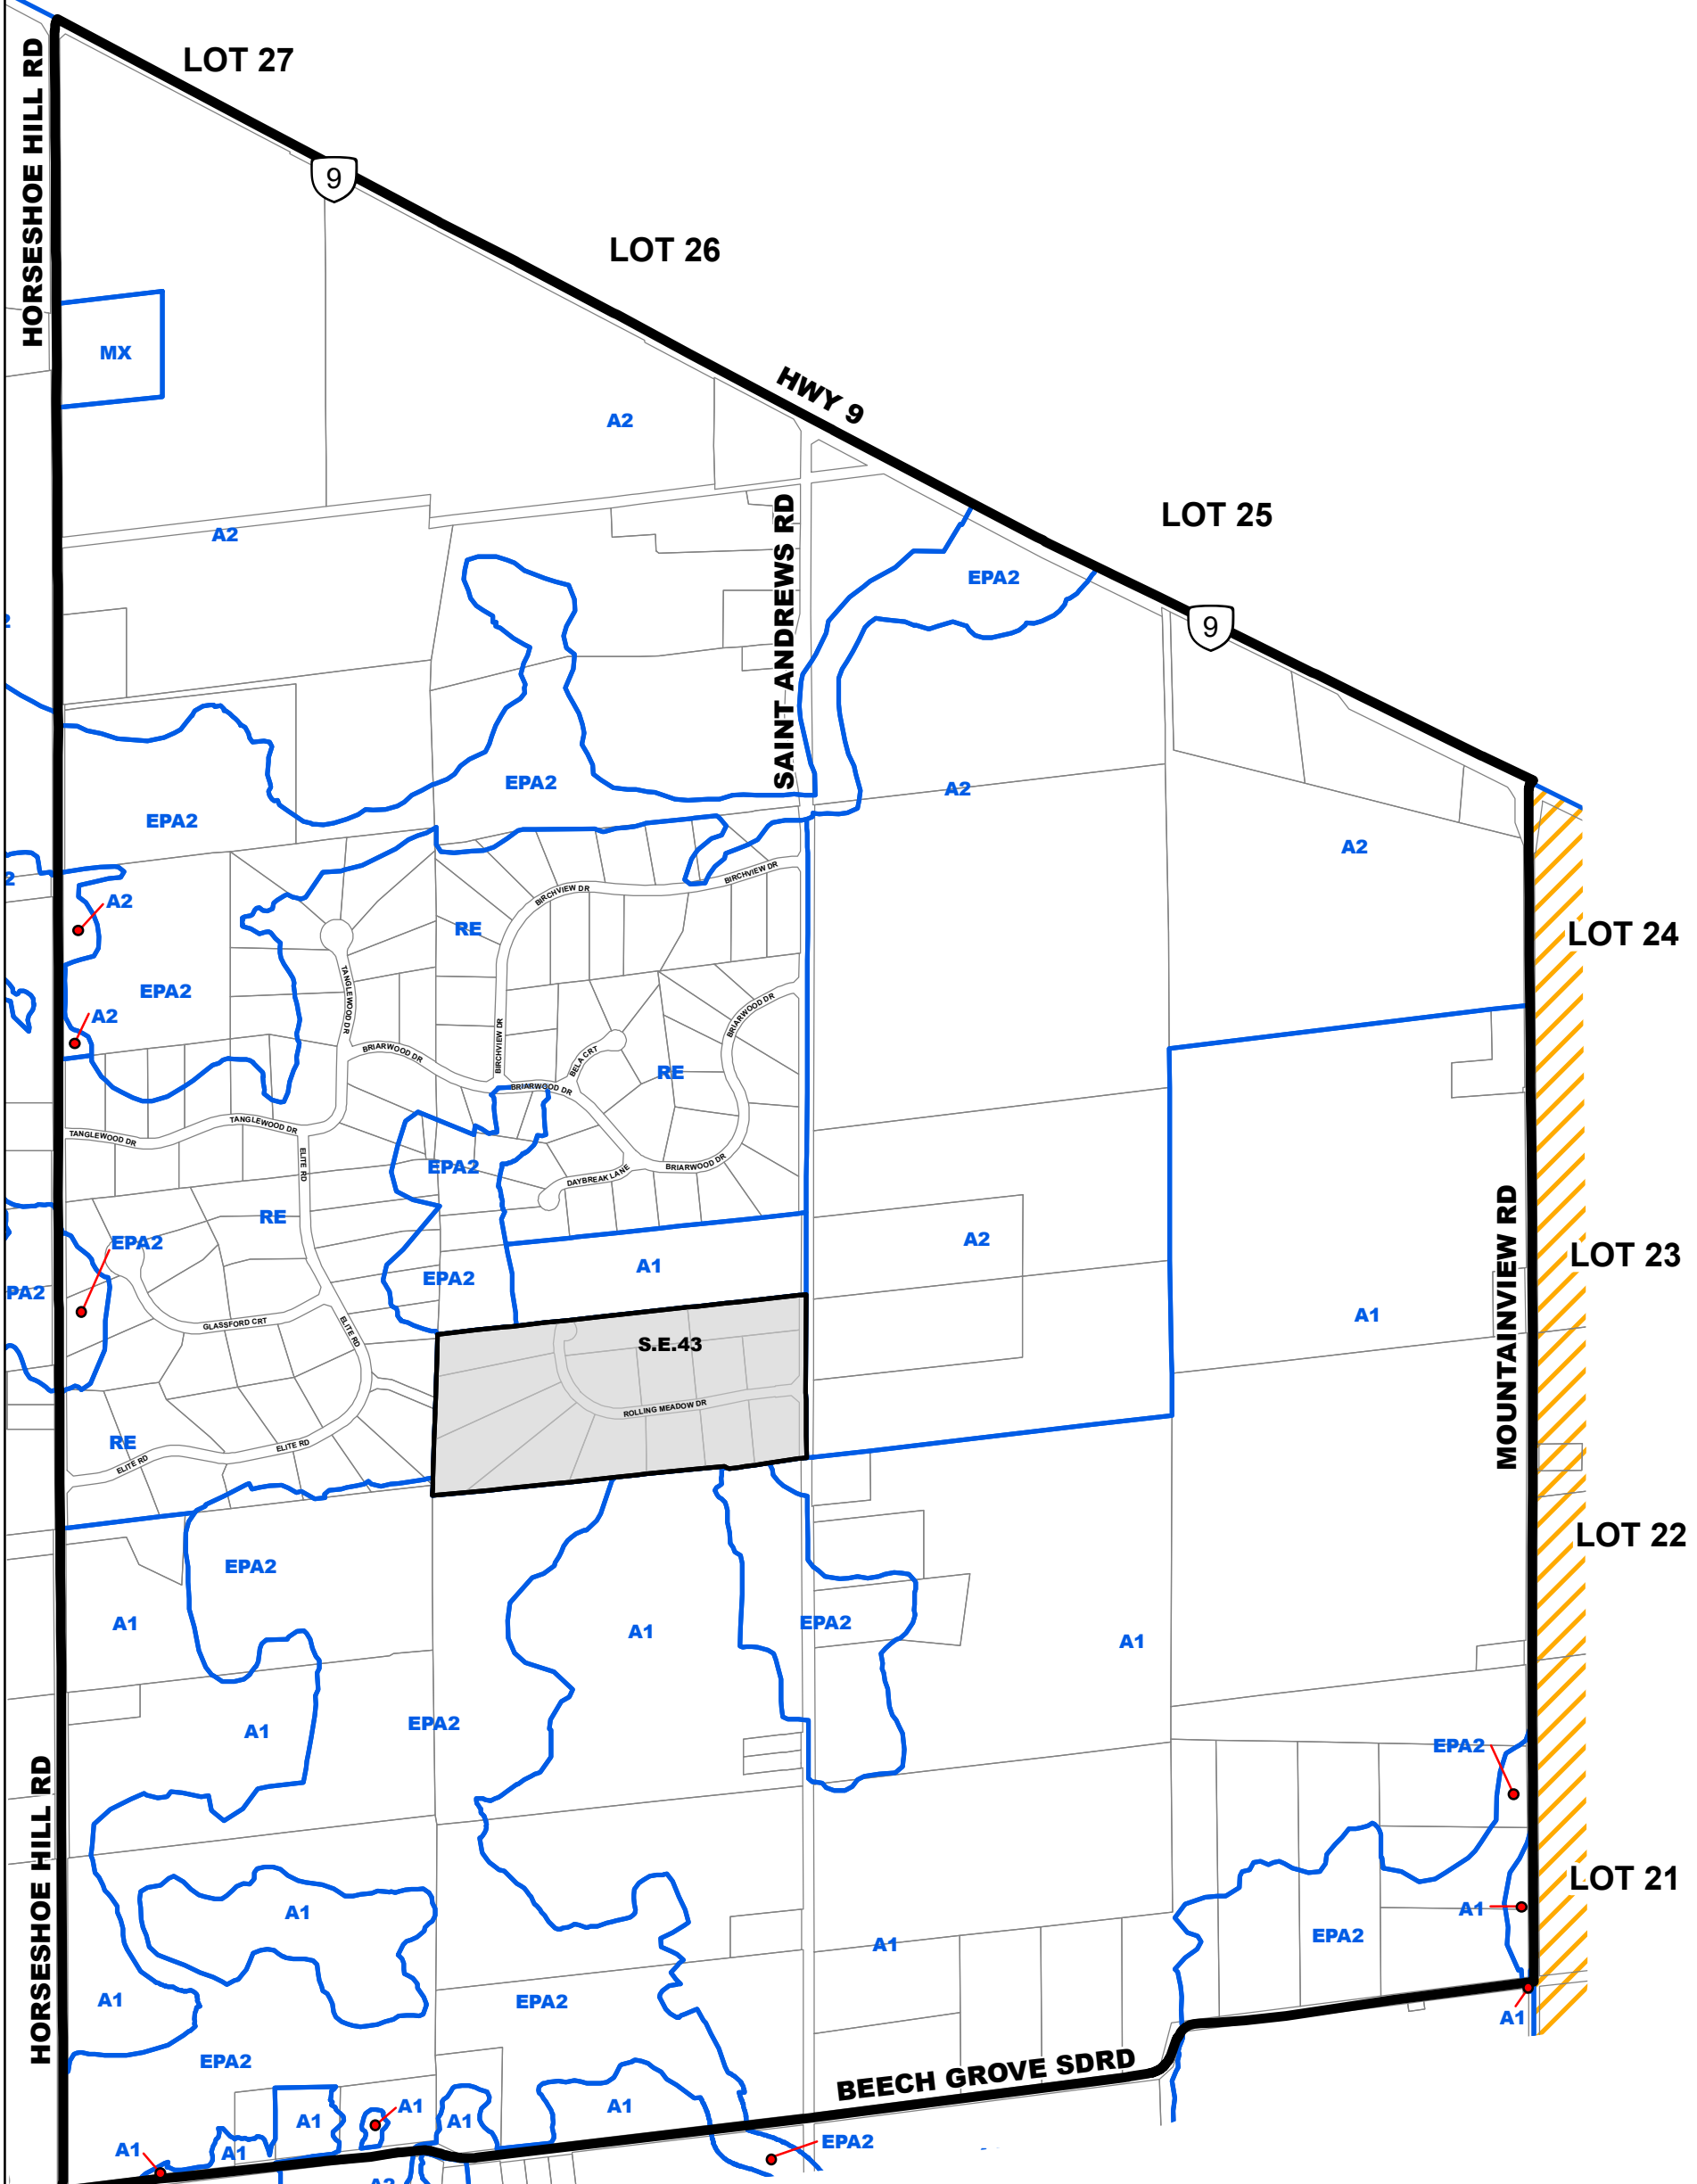 LOT 27
HORSESHOE HILL RD
9
LOT 26
MX
HWY 9
A2
SAINT ANDREWS RD
LOT 25
A2
EPA2
9
2
EPA2
A2
EPA2
A2
BIRCHVIEW DR
BIRCHVIEW DR
2
A2
RE
LOT 24
EPA2
TANGLEWOOD DR
BRIARWOOD DR
A2
BIRCHVIEW DR
BRIARWOOD DR
BELA CRT
RE
BRIARWOOD DR
TANGLEWOOD DR
TANGLEWOOD DR
ELITE RD
EPA2
DAYBREAK LANE
BRIARWOOD DR
RE
MOUNTAINVIEW RD
EPA2
A2
LOT 23
A1
PA2
EPA2
A1
GLASSFORD CRT
ELITE RD
S.E.43
ROLLING MEADOW DR
RE
ELITE RD
ELITE RD
LOT 22
EPA2
A1
A1
EPA2
A1
A1
EPA2
EPA2
HORSESHOE HILL RD
LOT 21
A1
A1
EPA2
A1
A1
EPA2
A1
EPA2
BEECH GROVE SDRD
A1
A1
A1
A1
EPA2
A1
A1
A2